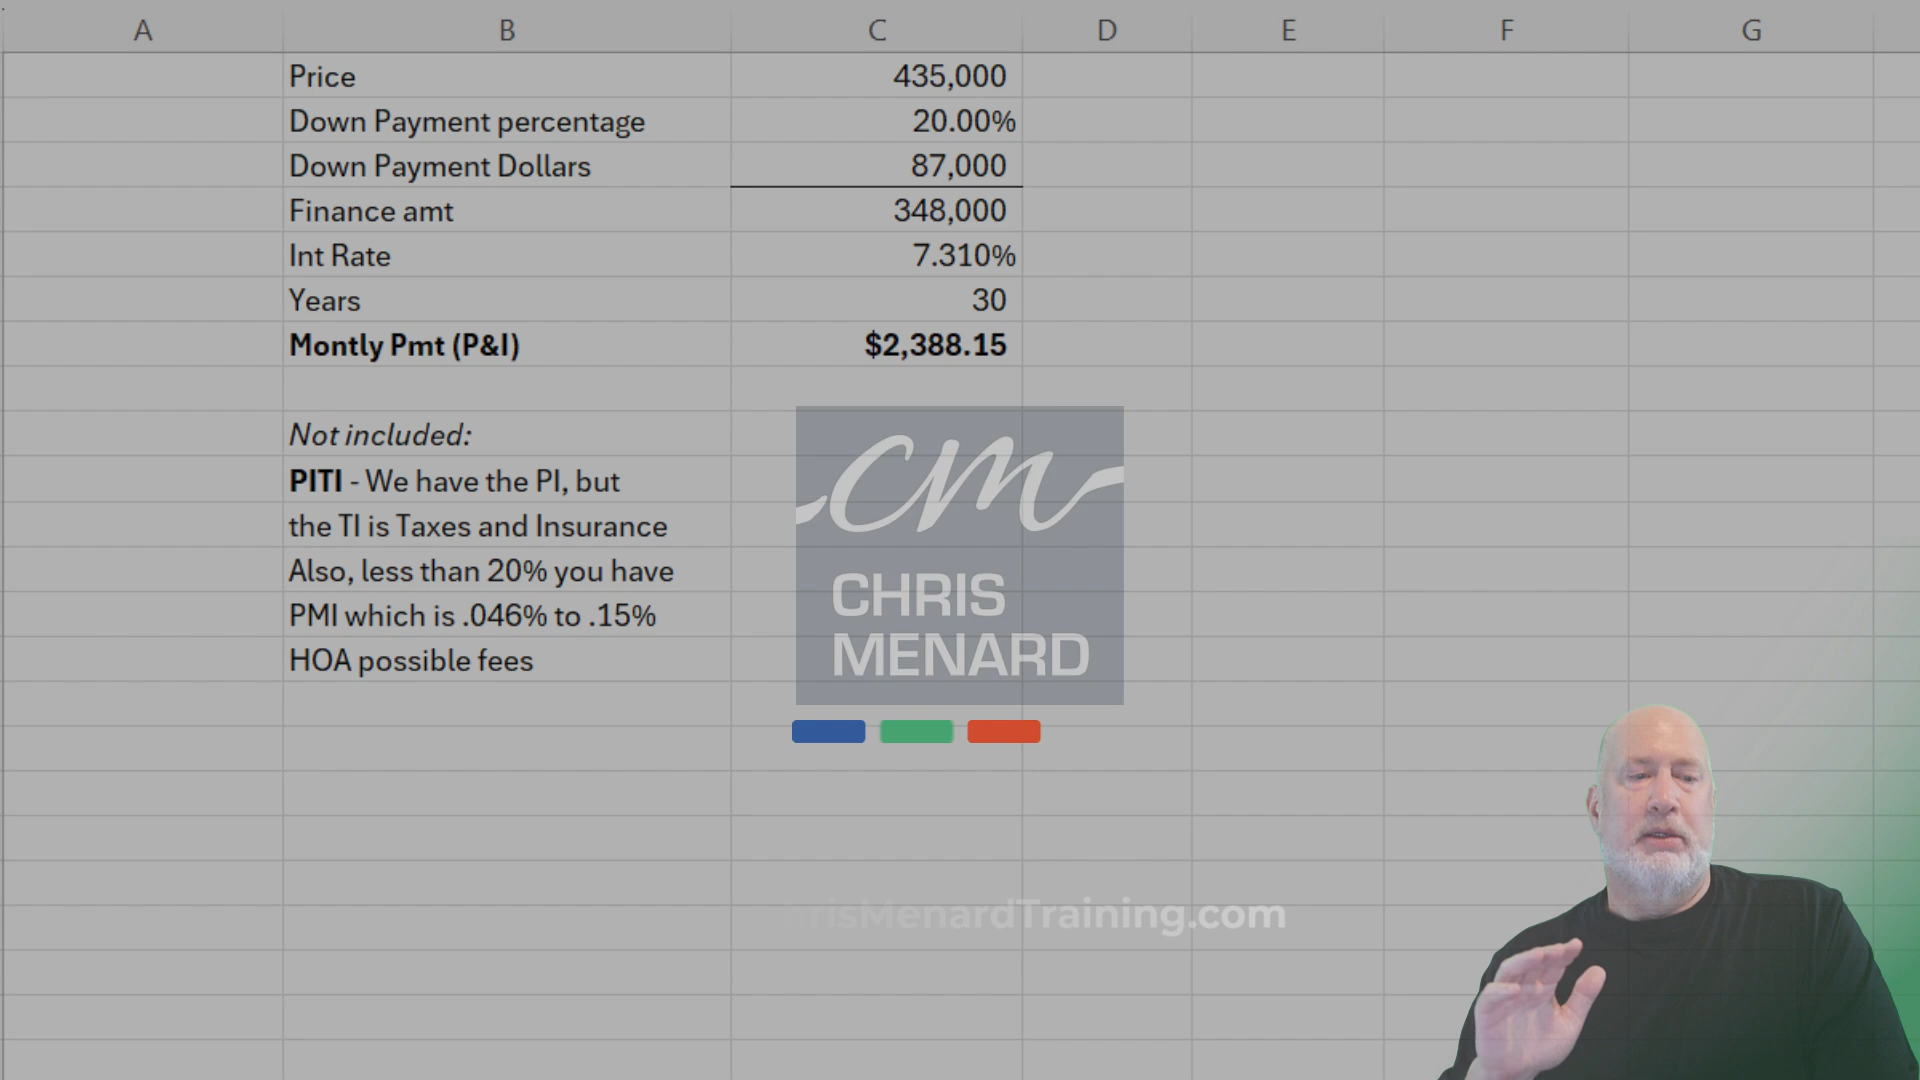 A B C D E F G
Price 435,000
Down Payment percentage 20.00%
Down Payment Dollars 87,000
Finance amt 348,000
Int Rate 7.310%
Years 30
Montly Pmt (P&I) $2,388.15
Not included:
PITI - We have the PI, but
the TI is Taxes and Insurance
Also, less than 20% you have
PMI which is .046% to .15%
HOA possible fees
cm
CHRIS
MENARD
risMenardTraining.com